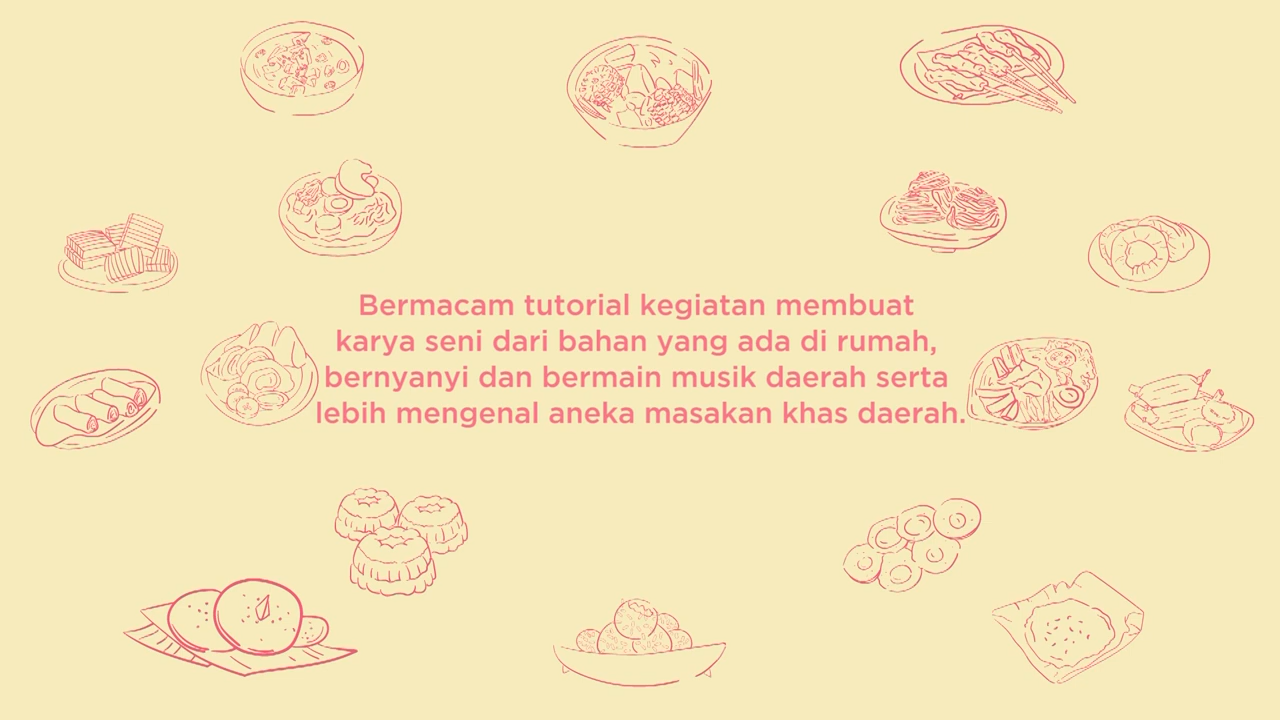 Bermacam tutorial kegiatan membuat
karya seni dari bahan yang ada di rumah,
bernyanyi dan bermain musik daerah serta
lebih mengenal aneka masakan khas daerah.